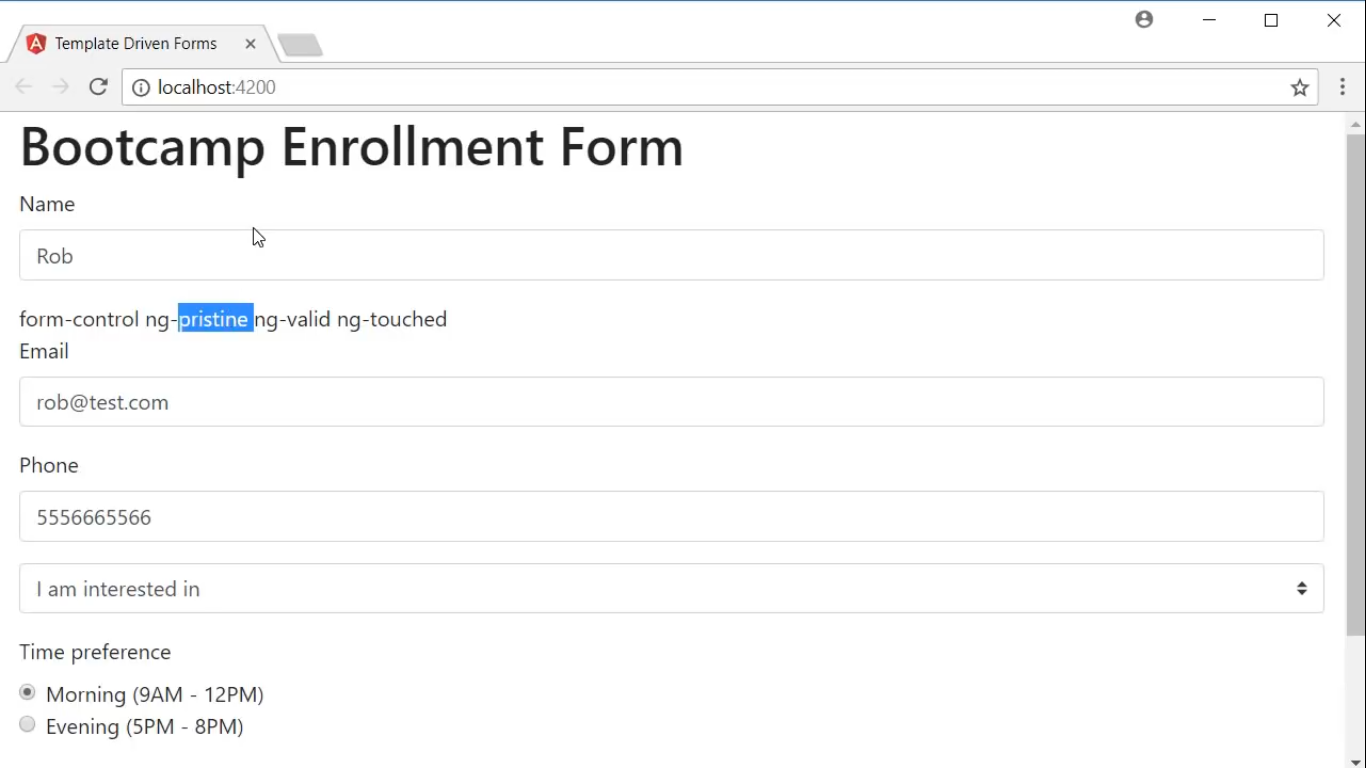 Template Driven Forms
localhost:4200
Bootcamp Enrollment Form
Name
Rob
form-control ng-pristine ng-valid ng-touched
Email
rob@test.com
Phone
5556665566
I am interested in
Time preference
Morning (9AM - 12PM)
Evening (5PM - 8PM)